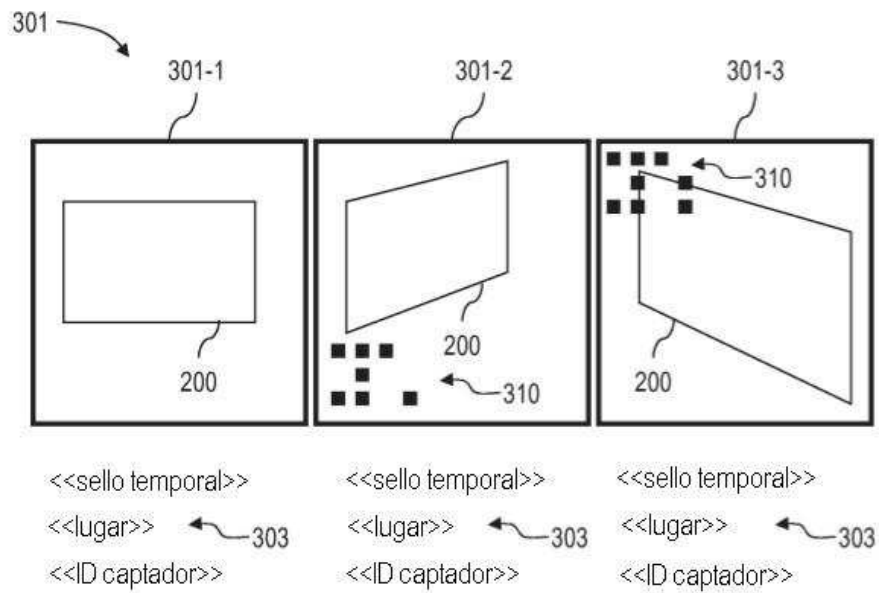 301
301-1 301-2 301-3
310
200
200
310
200
<<sello temporal>> <<sello temporal>> <<sello temporal>>
<<lugar>> 303 <<lugar>> 303 <<lugar>> 303
<<ID captador>> <<ID captador>> <<ID captador>>